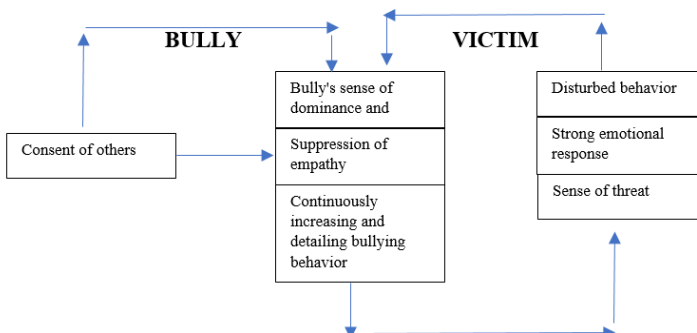 BULLY
VICTIM
Consent of others
Bully's sense of
dominance and
Suppression of
empathy
Continuously
increasing and
detailing bullying
behavior
Disturbed behavior
Strong emotional
response
Sense of threat